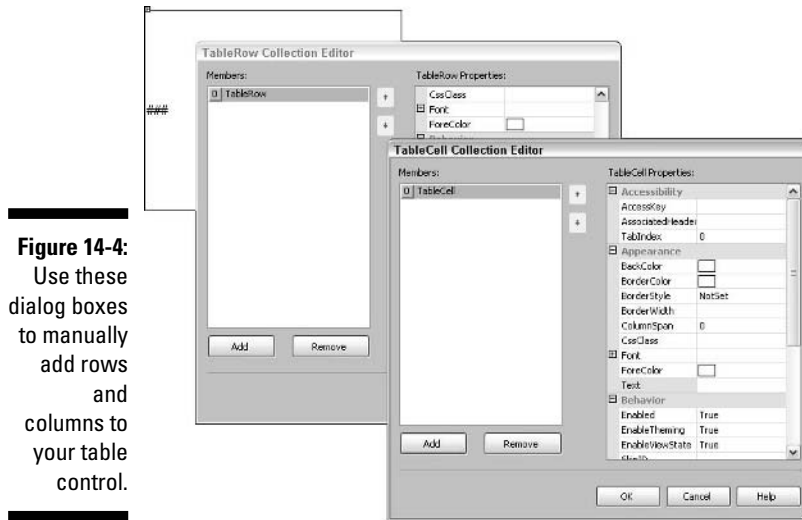 ###
TableRow Collection Editor
Members:
0 TableRow
Add
Remove
TableRow Properties:
CssClass
Font
ForeColor
Behavior
TableCell Collection Editor
Members:
0 TableCell
Add
Remove
TableCell Properties:
Accessibility
AccessKey
AssociatedHeader
TabIndex 0
Appearance
BackColor
BorderColor
BorderStyle NotSet
BorderWidth
ColumnSpan 0
CssClass
Font
ForeColor
Text
Behavior
Enabled True
EnableTheming True
EnableViewState True
SkinID
OK
Cancel
Help
Figure 14-4:
Use these
dialog boxes
to manually
add rows
and
columns to
your table
control.